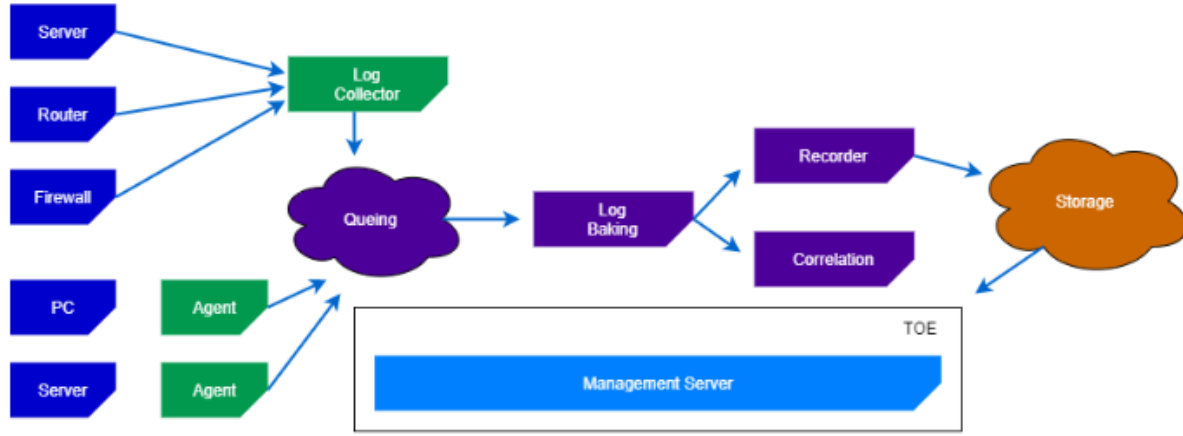 Server
Log
Collector
Router
Recorder
Firewall
Storage
Log
Baking
Queing
Correlation
PC
Agent
TOE
Server
Agent
Management Server